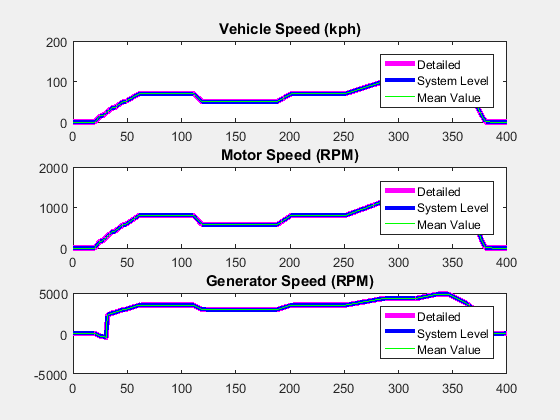 Vehicle Speed (kph)
200
100
0
0 50 100 150 200 250 300 350 400
Detailed
System Level
Mean Value
Motor Speed (RPM)
2000
1000
0
0 50 100 150 200 250 300 350 400
Detailed
System Level
Mean Value
Generator Speed (RPM)
5000
0
-5000
0 50 100 150 200 250 300 350 400
Detailed
System Level
Mean Value